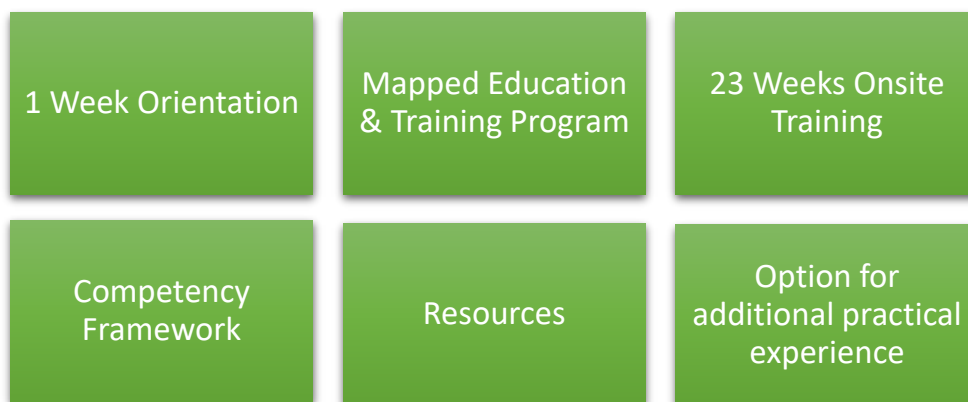 1 Week Orientation
Mapped Education
& Training Program
23 Weeks Onsite
Training
Competency
Framework
Resources
Option for
additional practical
experience